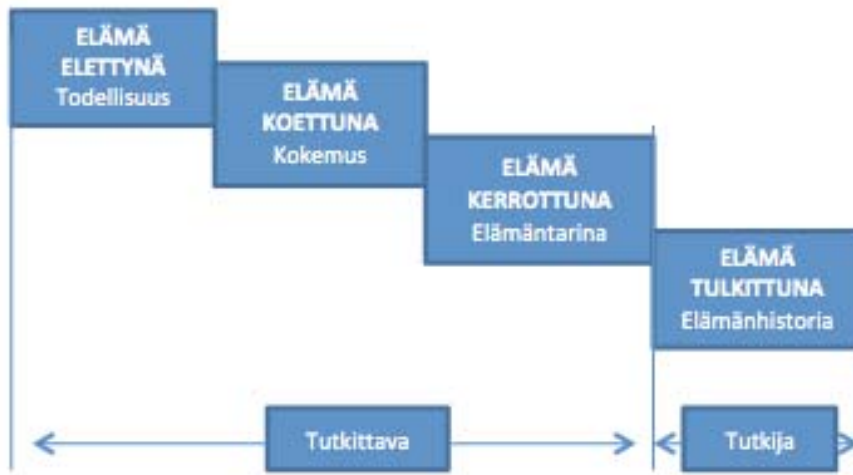 ELÄMÄ
ELETTYNÄ
Todellisuus
ELÄMÄ
KOETTUNA
Kokemus
ELÄMÄ
KERROTTUNA
Elämäntarina
ELÄMÄ
TULKITTUNA
Elämänhistoria
Tutkittava
Tutkija